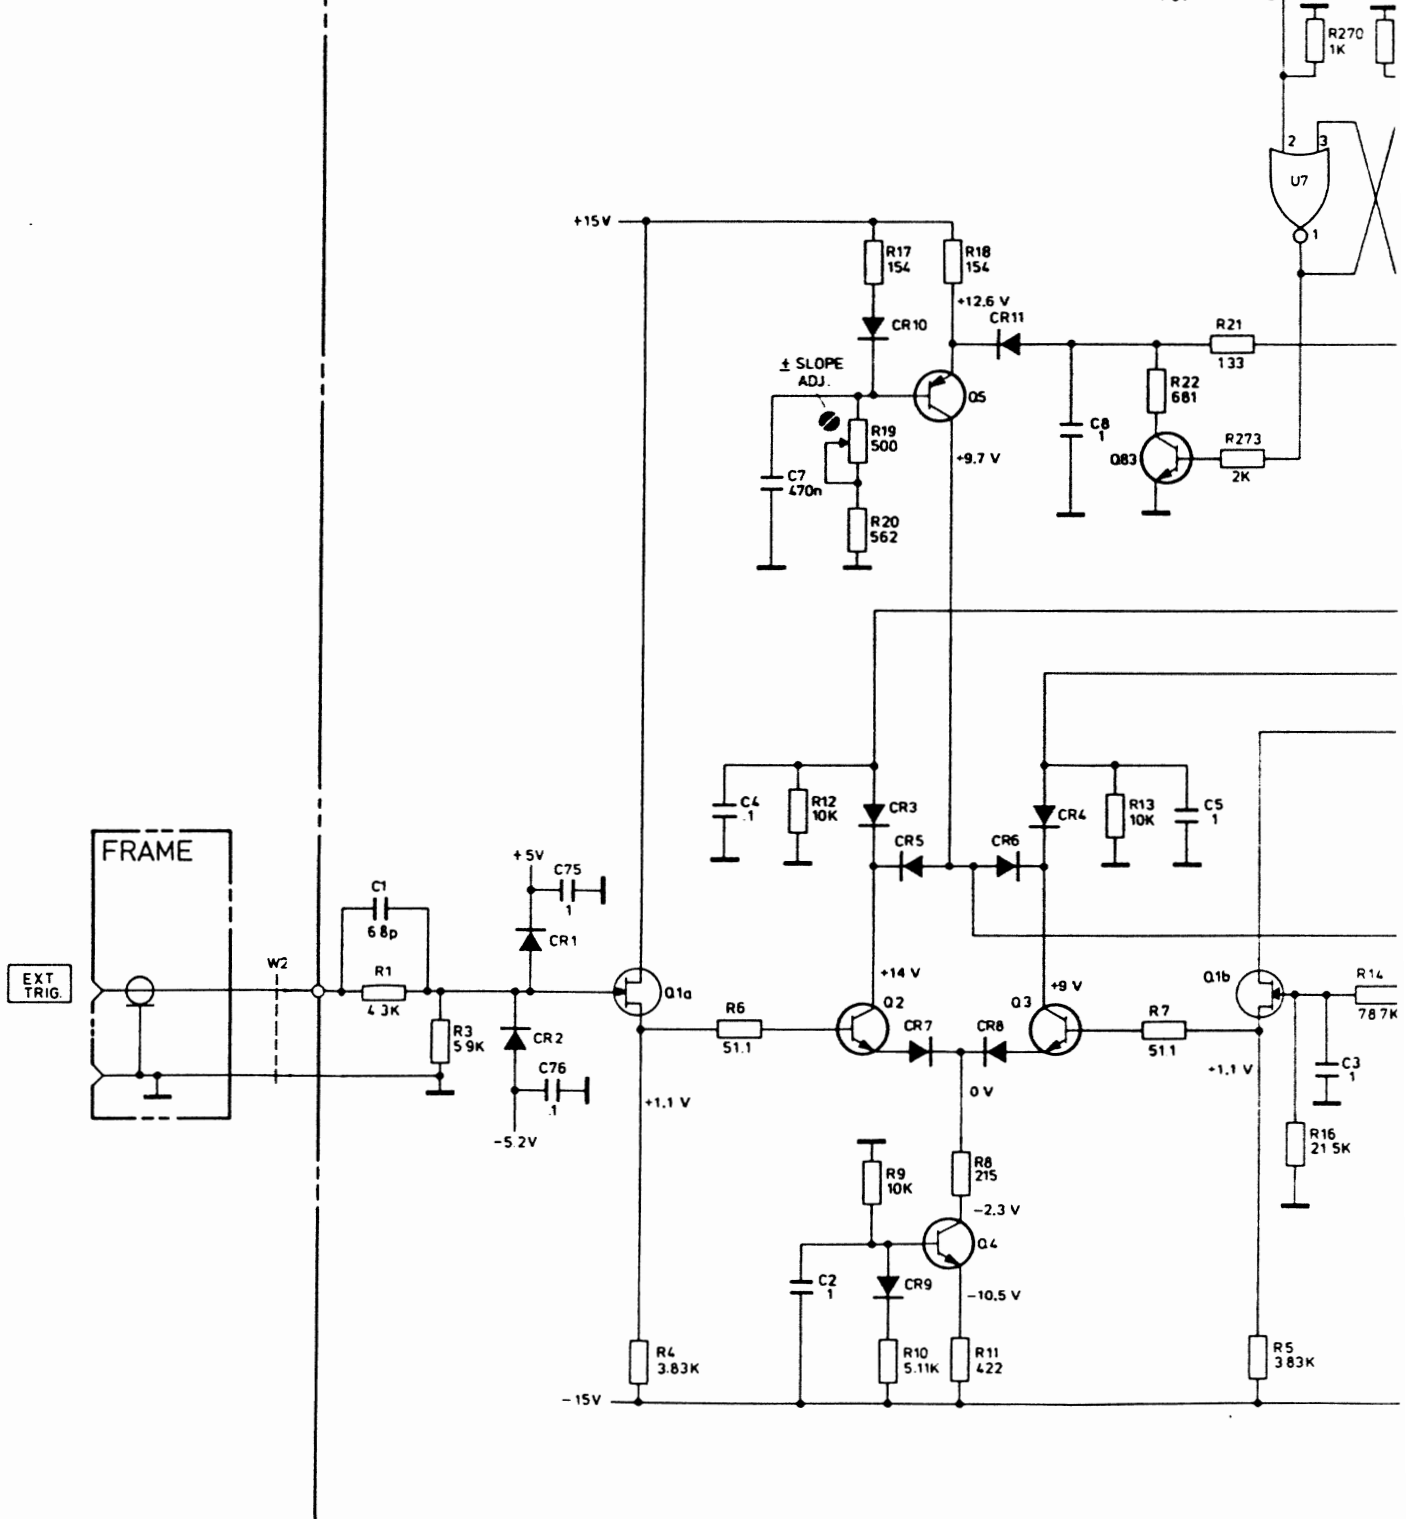 R270
1K
2
3
U7
1
+15V
R17
154
R18
154
+12.6 V
CR10
CR11
R21
133
± SLOPE
ADJ.
Q5
R22
681
R19
500
C8
1
Q83
R273
2K
+9.7 V
C7
470n
R20
562
C4
.1
R12
10K
CR3
CR4
R13
10K
C5
1
CR5
CR6
FRAME
+5V
C75
1
C1
68p
CR1
EXT
TRIG.
W2
R1
4.3K
Q1a
+14 V
+9 V
Q1b
R14
78.7K
R3
5.9K
CR2
R6
51.1
Q2
CR7
CR8
Q3
R7
51.1
C76
.1
+1.1 V
0 V
+1.1 V
C3
1
-5.2V
R16
21.5K
R9
10K
R8
215
-2.3 V
Q4
C2
1
CR9
-10.5 V
R4
3.83K
R10
5.11K
R11
422
R5
3.83K
-15V